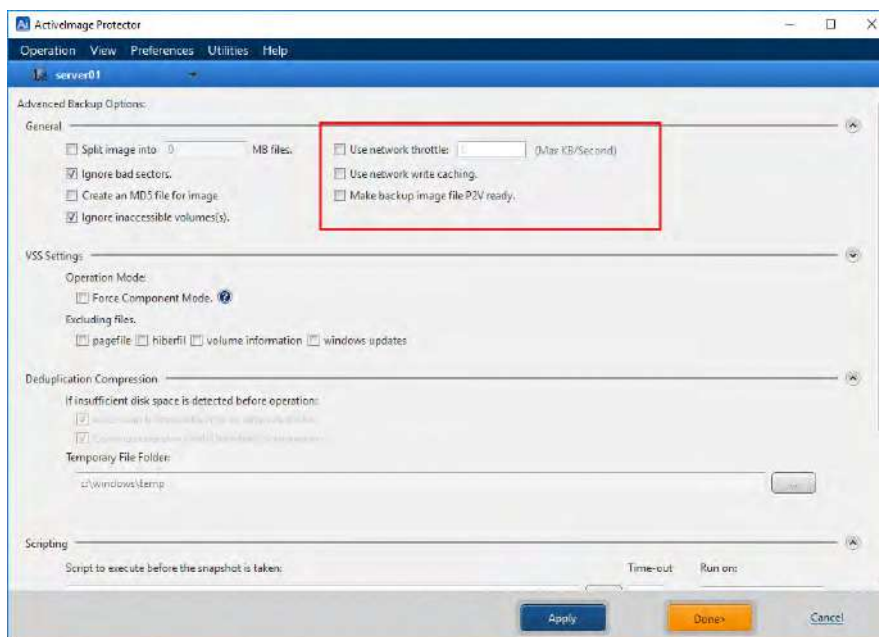 ActiveImage Protector
Operation View Preferences Utilities Help
server01
Advanced Backup Options:
General
Split image into 0 MB files.
Ignore bad sectors.
Create an MD5 file for image
Ignore inaccessible volumes(s).
Use network throttle: (Max KB/Second)
Use network write caching.
Make backup image file P2V ready.
VSS Settings
Operation Mode:
Force Component Mode.
Excluding files.
pagefile hiberfil volume information windows updates
Deduplication Compression
If insufficient disk space is detected before operation:
Temporary File Folder:
c:\windows\temp
...
Scripting
Script to execute before the snapshot is taken: Time-out Run on:
Apply Done> Cancel